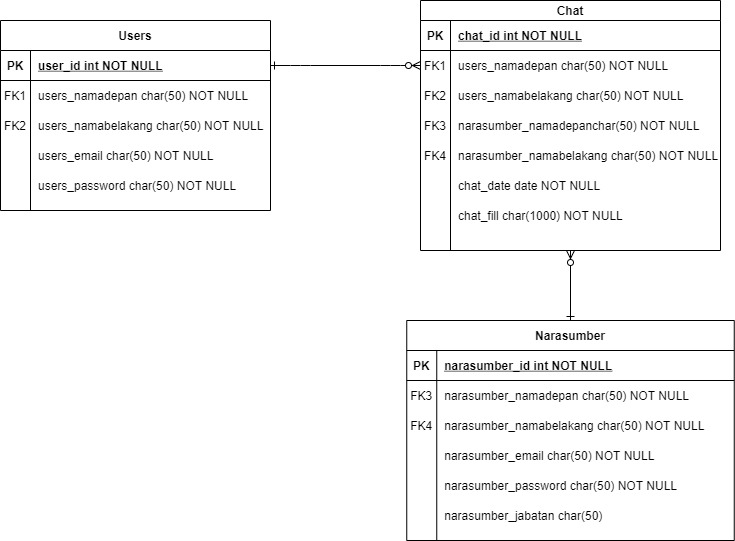 Users
PK user_id int NOT NULL
FK1 users_namadepan char(50) NOT NULL
FK2 users_namabelakang char(50) NOT NULL
users_email char(50) NOT NULL
users_password char(50) NOT NULL
Chat
PK chat_id int NOT NULL
FK1 users_namadepan char(50) NOT NULL
FK2 users_namabelakang char(50) NOT NULL
FK3 narasumber_namadepanchar(50) NOT NULL
FK4 narasumber_namabelakang char(50) NOT NULL
chat_date date NOT NULL
chat_fill char(1000) NOT NULL
Narasumber
PK narasumber_id int NOT NULL
FK3 narasumber_namadepan char(50) NOT NULL
FK4 narasumber_namabelakang char(50) NOT NULL
narasumber_email char(50) NOT NULL
narasumber_password char(50) NOT NULL
narasumber_jabatan char(50)